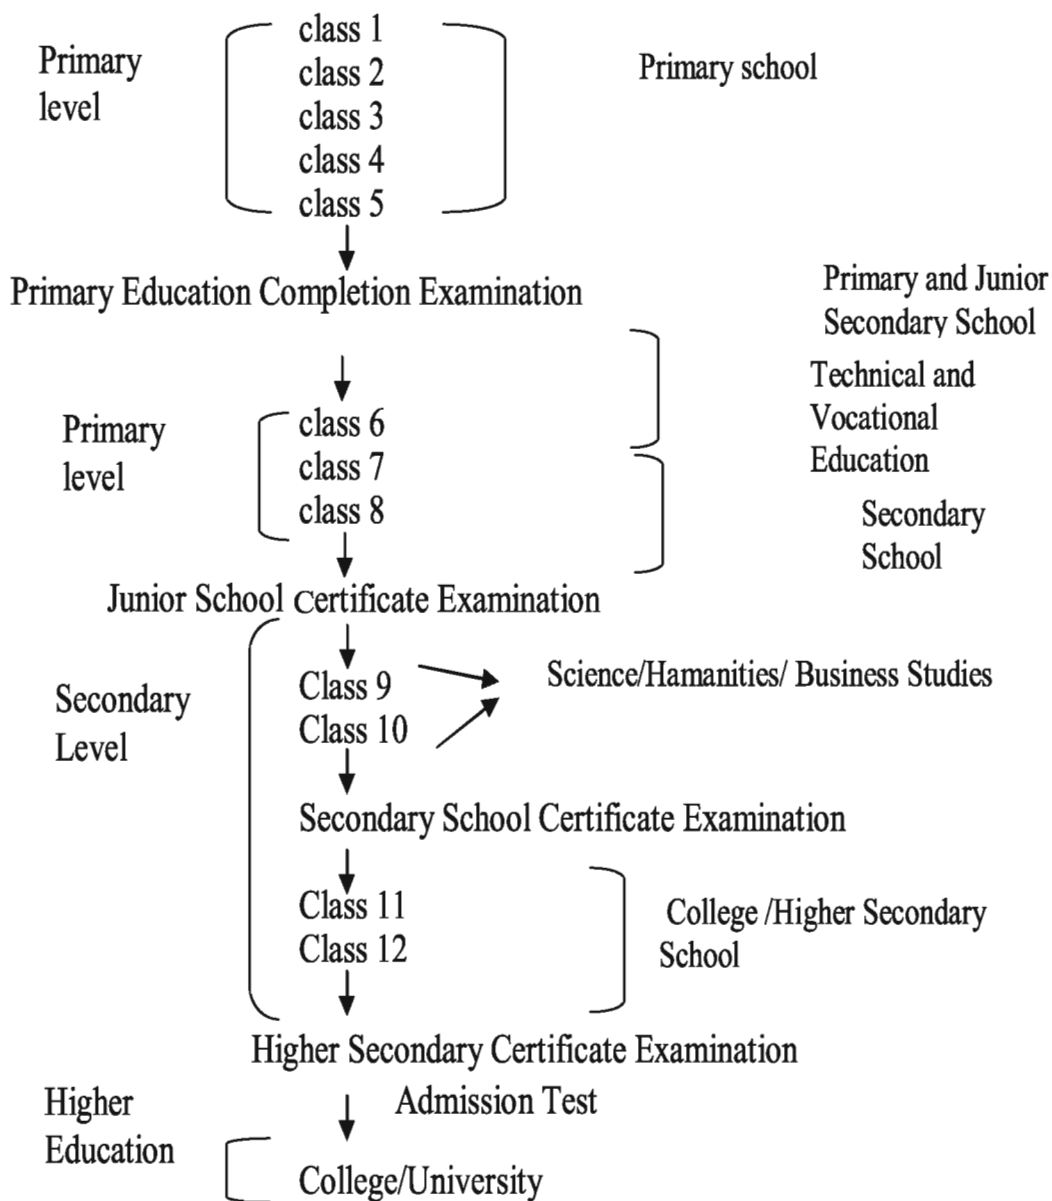 class 1
Primary
level
class 2
Primary school
class 3
class 4
class 5
Primary Education Completion Examination
Primary and Junior
Secondary School
Technical and
Vocational
Education
Primary
level
class 6
class 7
class 8
Secondary
School
Junior School Certificate Examination
Secondary
Level
Class 9
Class 10
Science/Hamanities/ Business Studies
Secondary School Certificate Examination
Class 11
Class 12
College /Higher Secondary
School
Higher Secondary Certificate Examination
Higher
Education
Admission Test
College/University